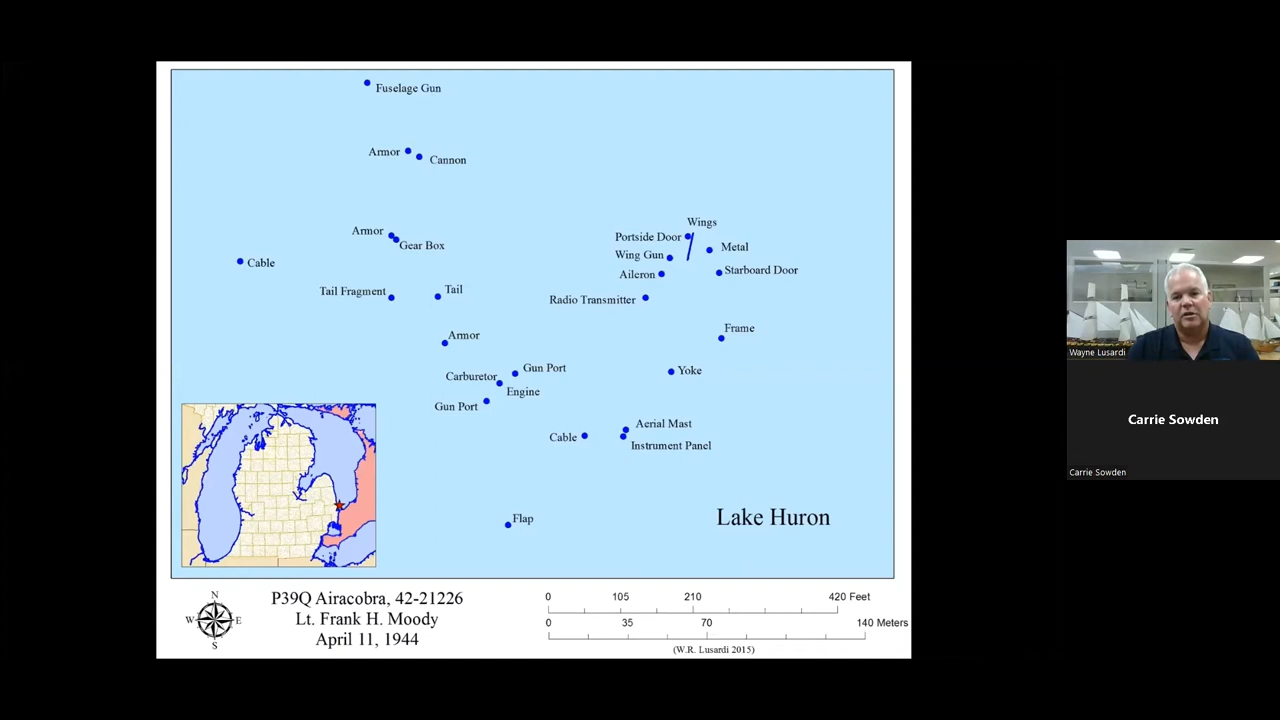 Fuselage Gun
Armor
Cannon
Armor
Gear Box
Cable
Tail Fragment
Tail
Armor
Wings
Portside Door
Metal
Wing Gun
Starboard Door
Aileron
Radio Transmitter
Frame
Gun Port
Yoke
Carburetor
Engine
Gun Port
Aerial Mast
Cable
Instrument Panel
Flap
Lake Huron
N
W
E
S
P39Q Airacobra, 42-21226
Lt. Frank H. Moody
April 11, 1944
0 105 210 420 Feet
0 35 70 140 Meters
(W.R. Lusardi 2015)
Wayne Lusardi
Carrie Sowden
Carrie Sowden